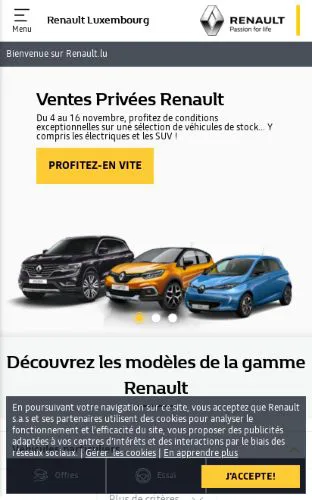 Menu
Renault Luxembourg
RENAULT
Passion for life
Bienvenue sur Renault.lu
Ventes Privées Renault
Du 4 au 16 novembre, profitez de conditions
exceptionnelles sur une sélection de véhicules de stock... Y
compris les électriques et les SUV !
PROFITEZ-EN VITE
Découvrez les modèles de la gamme
Renault
En poursuivant votre navigation sur ce site, vous acceptez que Renault
s.a.s et ses partenaires utilisent des cookies pour analyser le
fonctionnement et l'efficacité du site, vous proposer des publicités
adaptées à vos centres d'intérêts et des interactions par le biais des
réseaux sociaux. | Gérer les cookies | En apprendre plus
Offres
Essai
J'ACCEPTE!
Plus de critères